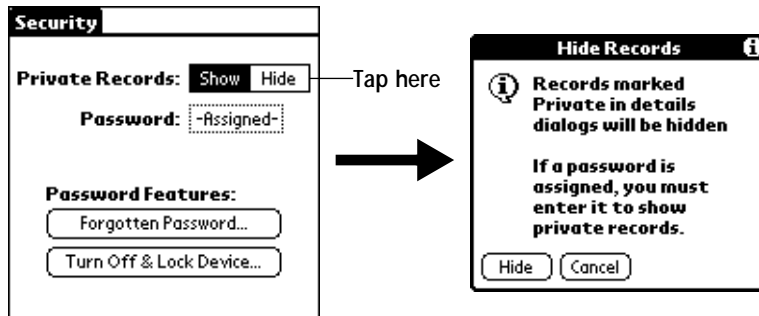 Security
Private Records: Show Hide
Tap here
Password: -Assigned-
Password Features:
Forgotten Password...
Turn Off & Lock Device...
Hide Records
Records marked
Private in details
dialogs will be hidden
If a password is
assigned, you must
enter it to show
private records.
Hide Cancel